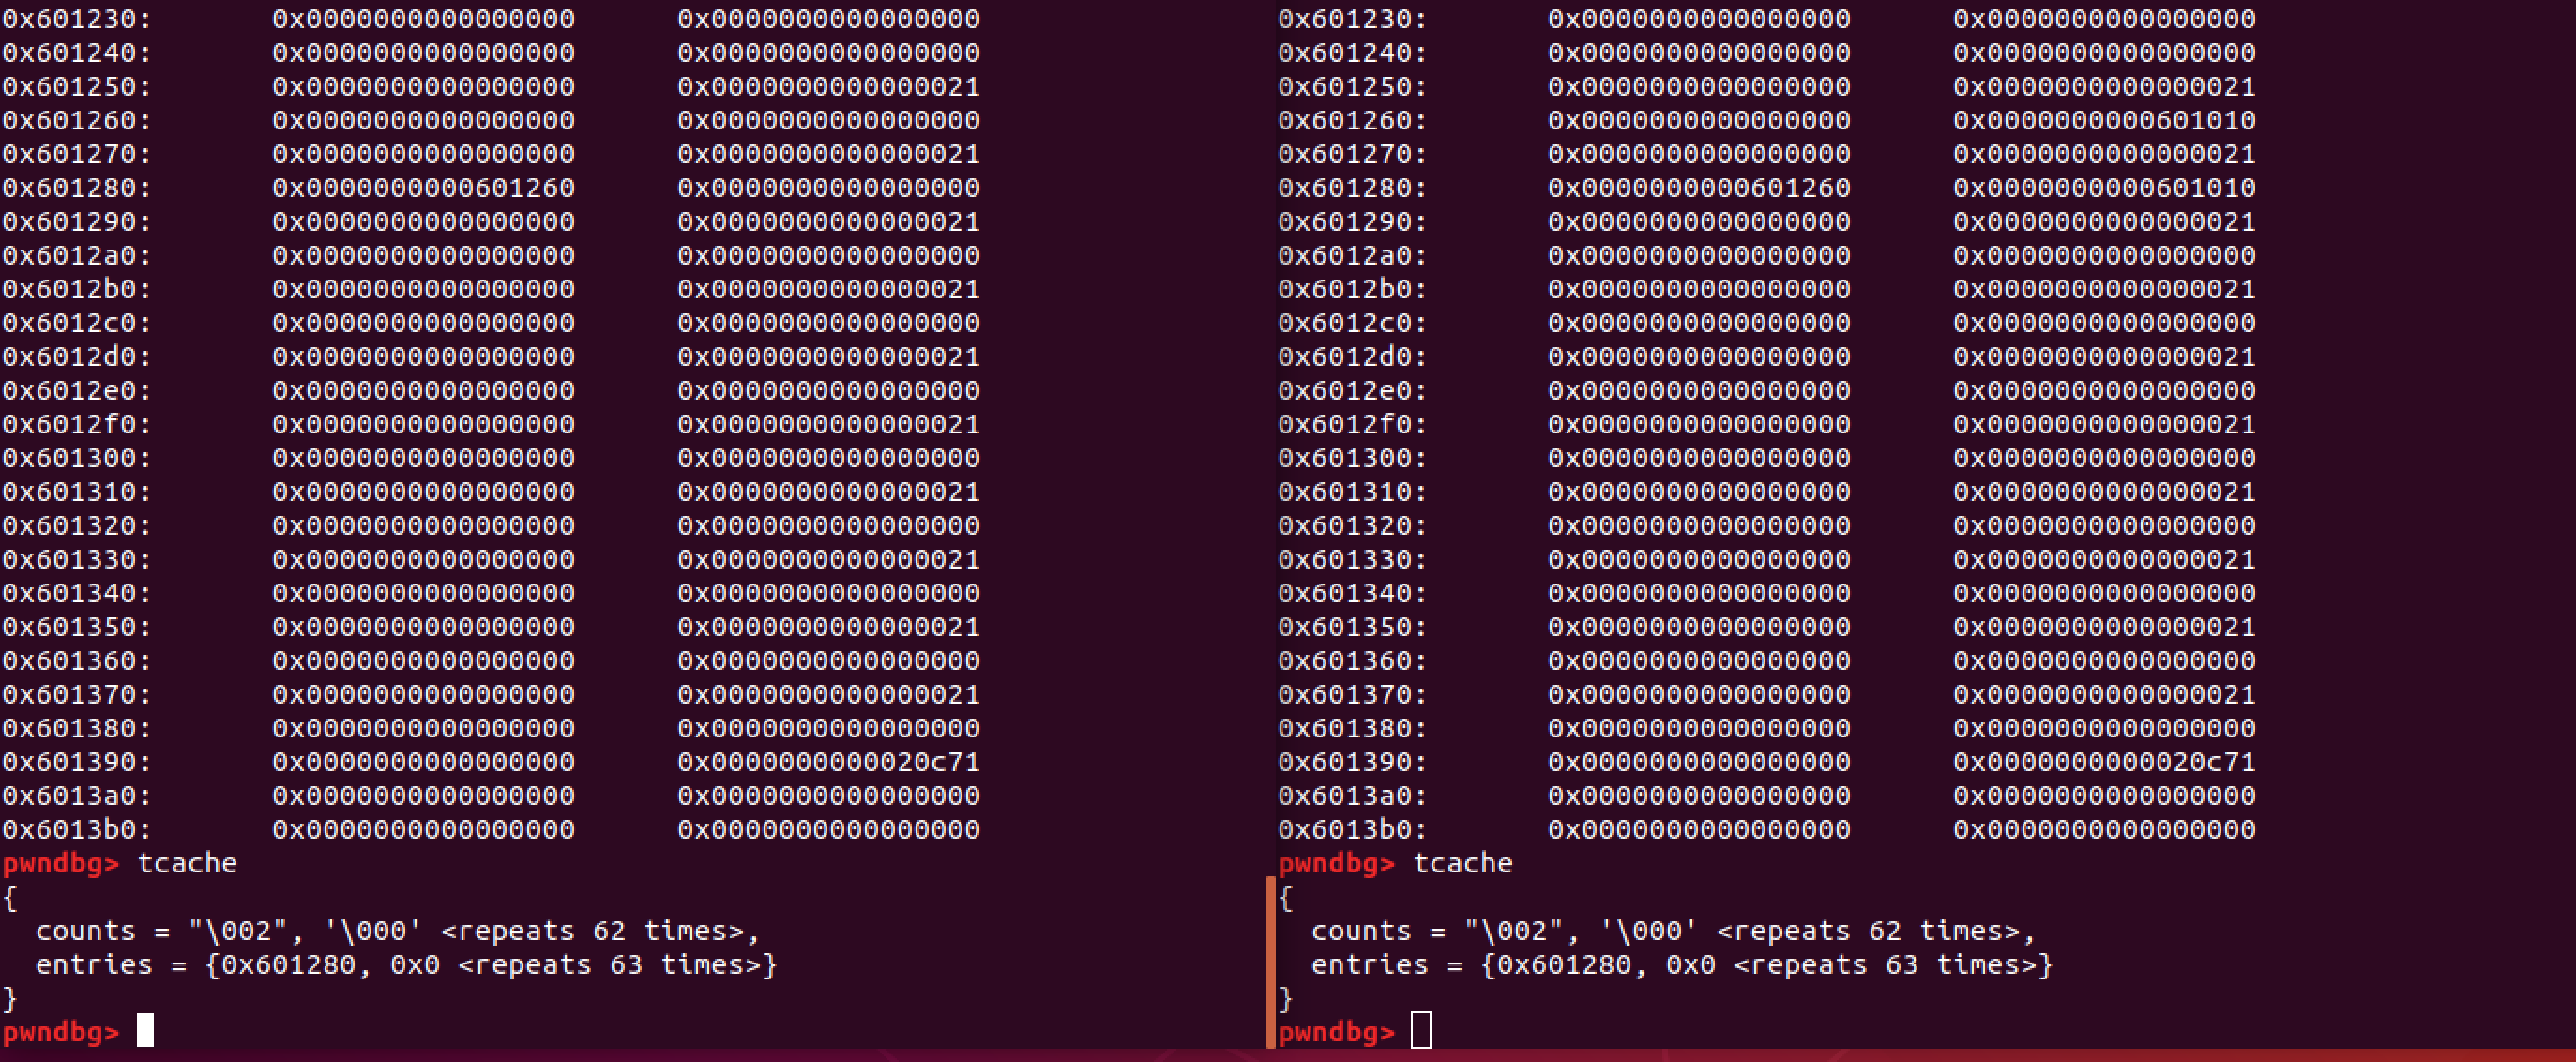 0x601230: 0x0000000000000000 0x0000000000000000
0x601240: 0x0000000000000000 0x0000000000000000
0x601250: 0x0000000000000000 0x0000000000000021
0x601260: 0x0000000000000000 0x0000000000000000
0x601270: 0x0000000000000000 0x0000000000000021
0x601280: 0x0000000000601260 0x0000000000000000
0x601290: 0x0000000000000000 0x0000000000000021
0x6012a0: 0x0000000000000000 0x0000000000000000
0x6012b0: 0x0000000000000000 0x0000000000000021
0x6012c0: 0x0000000000000000 0x0000000000000000
0x6012d0: 0x0000000000000000 0x0000000000000021
0x6012e0: 0x0000000000000000 0x0000000000000000
0x6012f0: 0x0000000000000000 0x0000000000000021
0x601300: 0x0000000000000000 0x0000000000000000
0x601310: 0x0000000000000000 0x0000000000000021
0x601320: 0x0000000000000000 0x0000000000000000
0x601330: 0x0000000000000000 0x0000000000000021
0x601340: 0x0000000000000000 0x0000000000000000
0x601350: 0x0000000000000000 0x0000000000000021
0x601360: 0x0000000000000000 0x0000000000000000
0x601370: 0x0000000000000000 0x0000000000000021
0x601380: 0x0000000000000000 0x0000000000000000
0x601390: 0x0000000000000000 0x0000000000020c71
0x6013a0: 0x0000000000000000 0x0000000000000000
0x6013b0: 0x0000000000000000 0x0000000000000000
pwndbg> tcache
{
  counts = "\002", '\000' <repeats 62 times>,
  entries = {0x601280, 0x0 <repeats 63 times>}
}
pwndbg>
0x601230: 0x0000000000000000 0x0000000000000000
0x601240: 0x0000000000000000 0x0000000000000000
0x601250: 0x0000000000000000 0x0000000000000021
0x601260: 0x0000000000000000 0x0000000000601010
0x601270: 0x0000000000000000 0x0000000000000021
0x601280: 0x0000000000601260 0x0000000000601010
0x601290: 0x0000000000000000 0x0000000000000021
0x6012a0: 0x0000000000000000 0x0000000000000000
0x6012b0: 0x0000000000000000 0x0000000000000021
0x6012c0: 0x0000000000000000 0x0000000000000000
0x6012d0: 0x0000000000000000 0x0000000000000021
0x6012e0: 0x0000000000000000 0x0000000000000000
0x6012f0: 0x0000000000000000 0x0000000000000021
0x601300: 0x0000000000000000 0x0000000000000000
0x601310: 0x0000000000000000 0x0000000000000021
0x601320: 0x0000000000000000 0x0000000000000000
0x601330: 0x0000000000000000 0x0000000000000021
0x601340: 0x0000000000000000 0x0000000000000000
0x601350: 0x0000000000000000 0x0000000000000021
0x601360: 0x0000000000000000 0x0000000000000000
0x601370: 0x0000000000000000 0x0000000000000021
0x601380: 0x0000000000000000 0x0000000000000000
0x601390: 0x0000000000000000 0x0000000000020c71
0x6013a0: 0x0000000000000000 0x0000000000000000
0x6013b0: 0x0000000000000000 0x0000000000000000
pwndbg> tcache
{
  counts = "\002", '\000' <repeats 62 times>,
  entries = {0x601280, 0x0 <repeats 63 times>}
}
pwndbg>